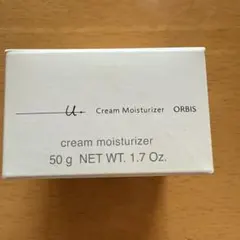 u. Cream Moisturizer ORBIS
cream moisturizer
50 g NET WT. 1.7 Oz.